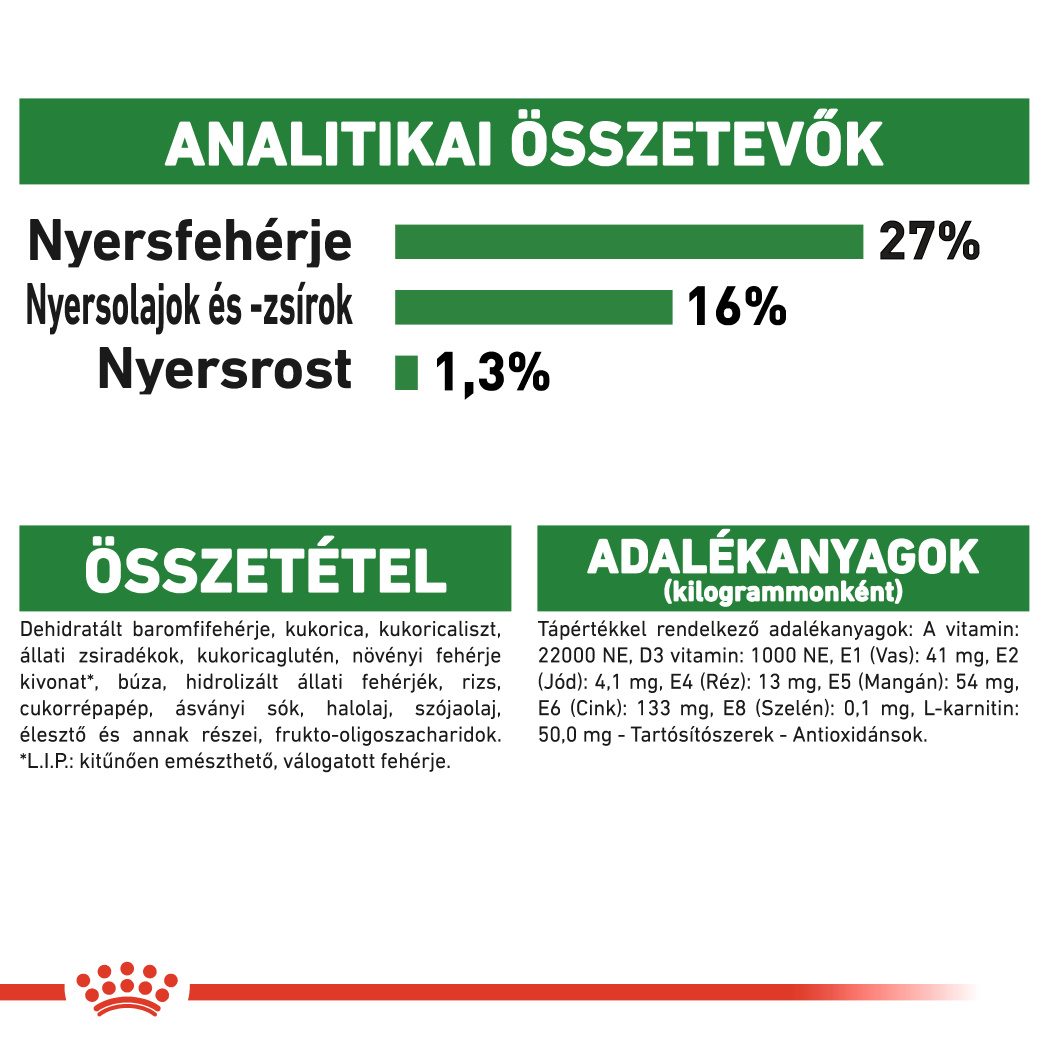 ANALITIKAI ÖSSZETEVŐK
Nyersfehérje 27%
Nyersolajok és -zsírok 16%
Nyersrost 1,3%
ÖSSZETÉTEL
Dehidratált baromfifehérje, kukorica, kukoricaliszt,
állati zsiradékok, kukoricaglutén, növényi fehérje
kivonat*, búza, hidrolizált állati fehérjék, rizs,
cukorrépapép, ásványi sók, halolaj, szójaolaj,
élesztő és annak részei, frukto-oligoszacharidok.
*L.I.P.: kitűnően emészthető, válogatott fehérje.
ADALÉKANYAGOK
(kilogrammonként)
Tápértékkel rendelkező adalékanyagok: A vitamin:
22000 NE, D3 vitamin: 1000 NE, E1 (Vas): 41 mg, E2
(Jód): 4,1 mg, E4 (Réz): 13 mg, E5 (Mangán): 54 mg,
E6 (Cink): 133 mg, E8 (Szelén): 0,1 mg, L-karnitin:
50,0 mg - Tartósítószerek - Antioxidánsok.